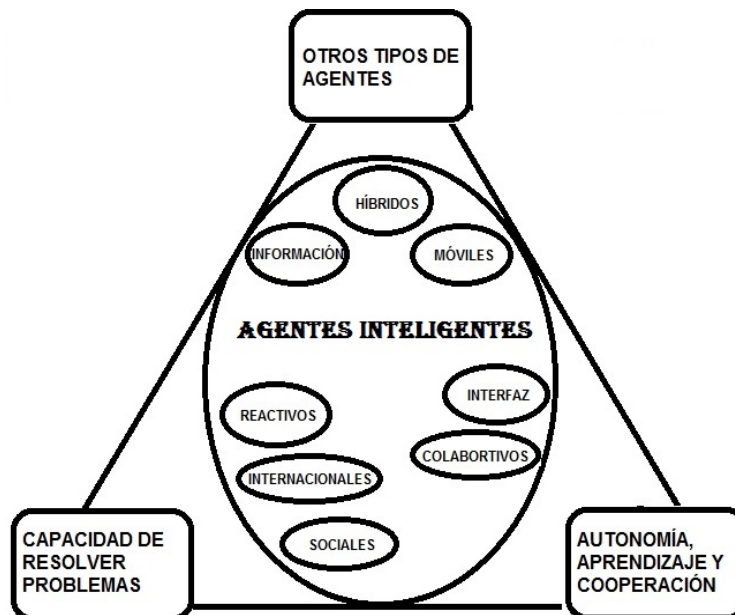 OTROS TIPOS DE
AGENTES
HÍBRIDOS
INFORMACIÓN
MÓVILES
AGENTES INTELIGENTES
INTERFAZ
REACTIVOS
COLABORTIVOS
INTERNACIONALES
SOCIALES
CAPACIDAD DE
RESOLVER
PROBLEMAS
AUTONOMÍA,
APRENDIZAJE Y
COOPERACIÓN